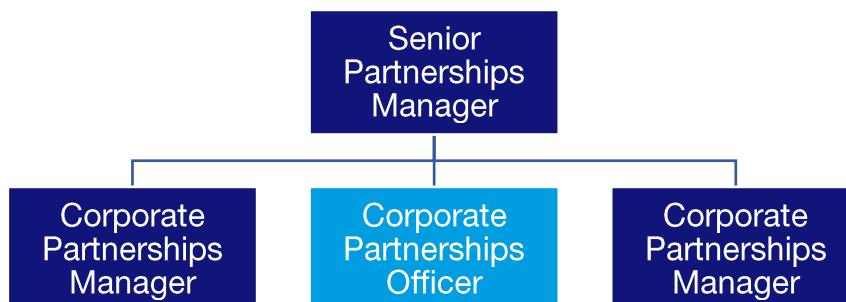 Senior
Partnerships
Manager
Corporate
Partnerships
Manager
Corporate
Partnerships
Officer
Corporate
Partnerships
Manager